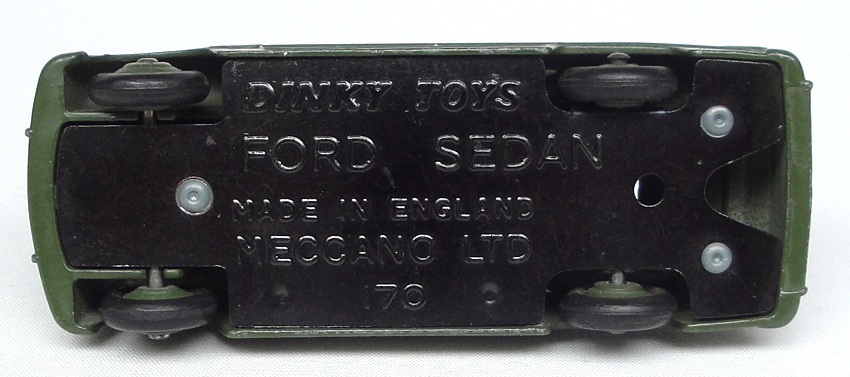 DINKY TOYS
FORD SEDAN
MADE IN ENGLAND
MECCANO LTD
170